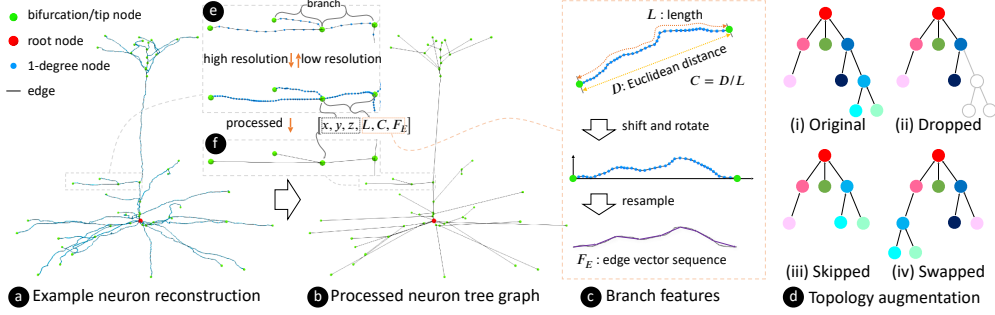 bifurcation/tip node
root node
1-degree node
edge
e
branch
high resolution
low resolution
processed
[x, y, z, L, C, F_E]
f
L : length
D: Euclidean distance
C = D/L
shift and rotate
resample
F_E : edge vector sequence
(i) Original
(ii) Dropped
(iii) Skipped
(iv) Swapped
a Example neuron reconstruction
b Processed neuron tree graph
c Branch features
d Topology augmentation